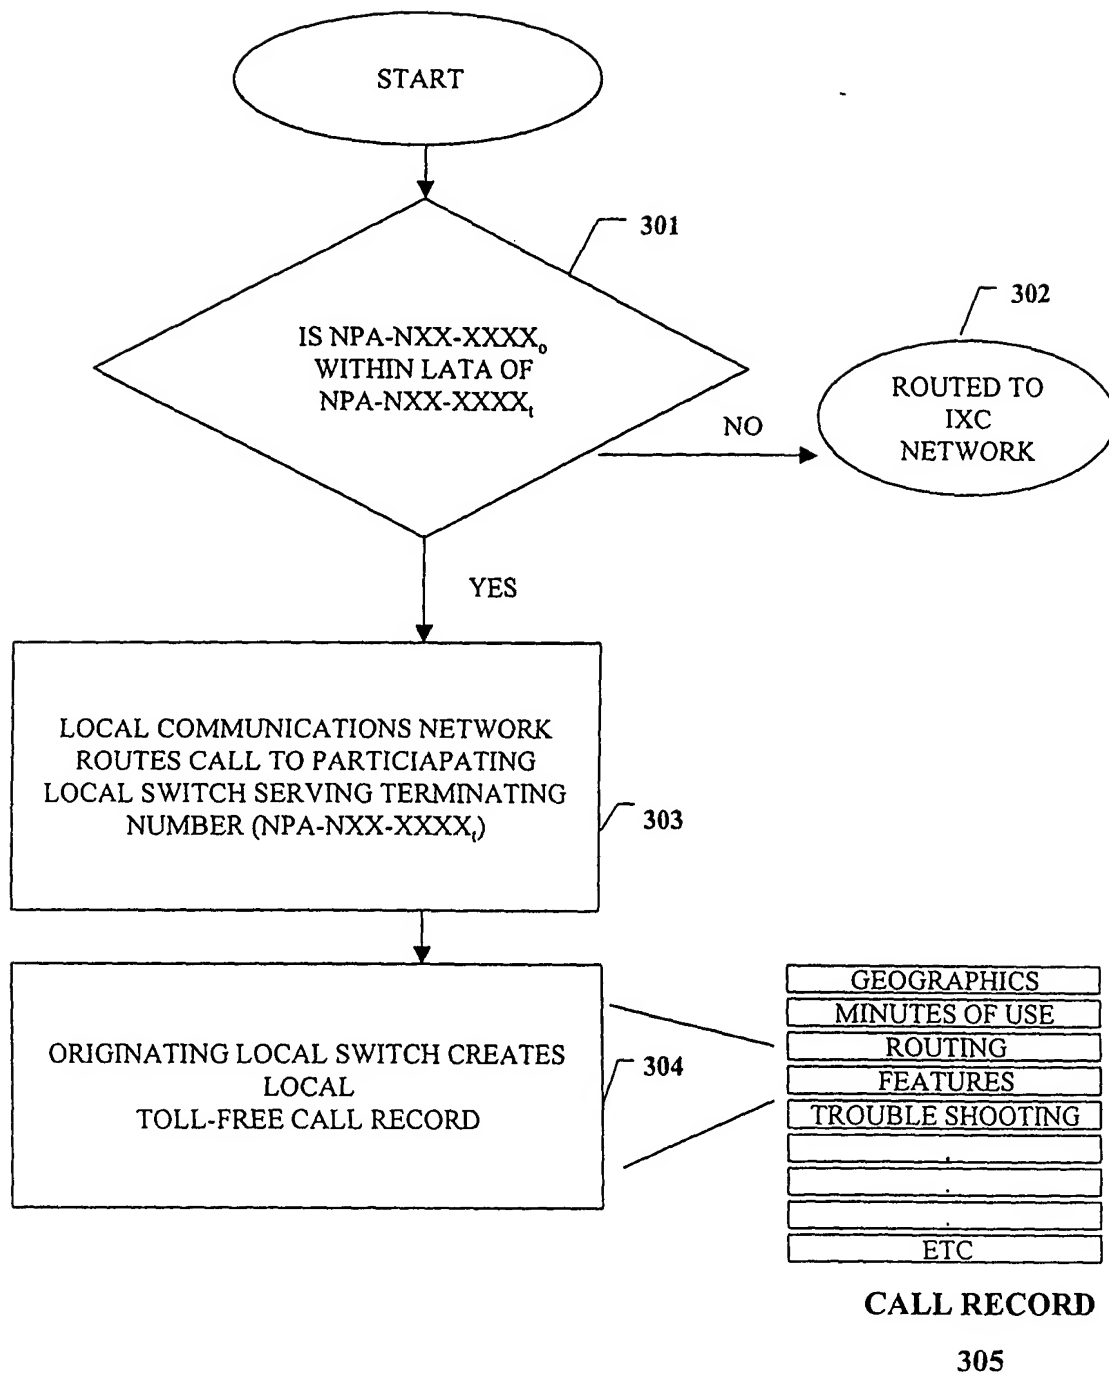 START
301
302
IS NPA-NXX-XXXXₒ
WITHIN LATA OF
NPA-NXX-XXXXₜ
ROUTED TO
IXC
NETWORK
NO
YES
LOCAL COMMUNICATIONS NETWORK
ROUTES CALL TO PARTICIAPATING
LOCAL SWITCH SERVING TERMINATING
NUMBER (NPA-NXX-XXXXₜ)
303
ORIGINATING LOCAL SWITCH CREATES
LOCAL
TOLL-FREE CALL RECORD
304
GEOGRAPHICS
MINUTES OF USE
ROUTING
FEATURES
TROUBLE SHOOTING
.
.
.
ETC
CALL RECORD
305